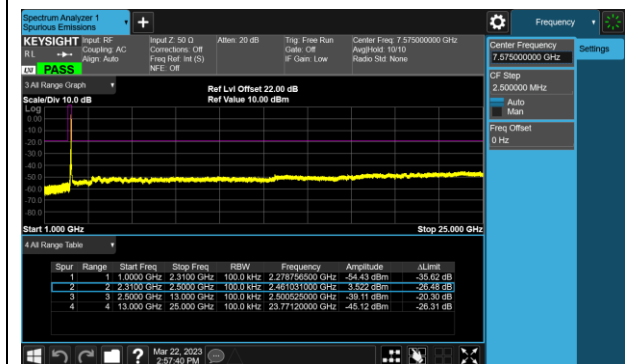 Spectrum Analyzer 1
Spurious Emissions
Frequency
KEYSIGHT Input: RF Input Z: 50 Ω Atten: 20 dB Trig: Free Run Center Freq: 7.575000000 GHz
RL Coupling: AC Corrections: Off Gate: Off Avg|Hold: 10/10
Align: Auto Freq Ref: Int (S) IF Gain: Low Radio Std: None
NFE: Off
LXI PASS
Center Frequency
7.575000000 GHz
Settings
CF Step
2.500000 MHz
Auto
Man
Freq Offset
0 Hz
3 All Range Graph
Ref Lvl Offset 22.00 dB
Scale/Div 10.0 dB Ref Value 10.00 dBm
Log
0.00
-10.0
-20.0
-30.0
-40.0
-50.0
-60.0
-70.0
-80.0
Start 1.000 GHz Stop 25.000 GHz
4 All Range Table
Spur Range Start Freq Stop Freq RBW Frequency Amplitude ΔLimit
1 1 1.0000 GHz 2.3100 GHz 100.0 kHz 2.278756500 GHz -54.43 dBm -35.62 dB
2 2 2.3100 GHz 2.5000 GHz 100.0 kHz 2.461031000 GHz 3.522 dBm -26.48 dB
3 3 2.5000 GHz 13.000 GHz 100.0 kHz 2.500525000 GHz -39.11 dBm -20.30 dB
4 4 13.000 GHz 25.000 GHz 100.0 kHz 23.77120000 GHz -45.12 dBm -26.31 dB
? Mar 22, 2023
2:57:40 PM